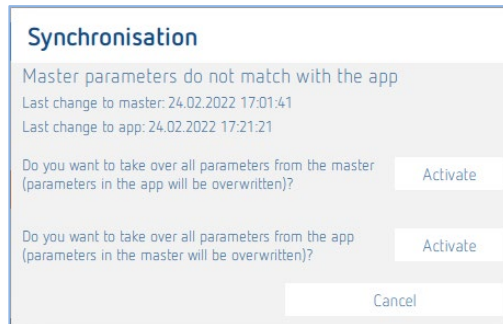 Synchronisation
Master parameters do not match with the app
Last change to master: 24.02.2022 17:01:41
Last change to app: 24.02.2022 17:21:21
Do you want to take over all parameters from the master
(parameters in the app will be overwritten)?
Activate
Do you want to take over all parameters from the app
(parameters in the master will be overwritten)?
Activate
Cancel